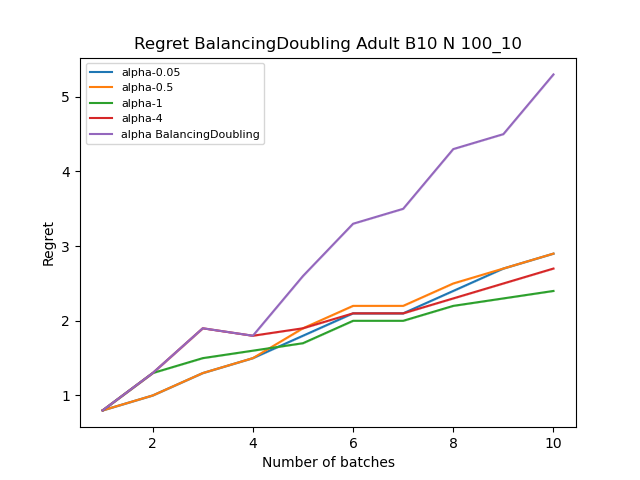 Regret BalancingDoubling Adult B10 N 100_10
alpha-0.05
alpha-0.5
alpha-1
alpha-4
alpha BalancingDoubling
5
4
3
2
1
Regret
2 4 6 8 10
Number of batches